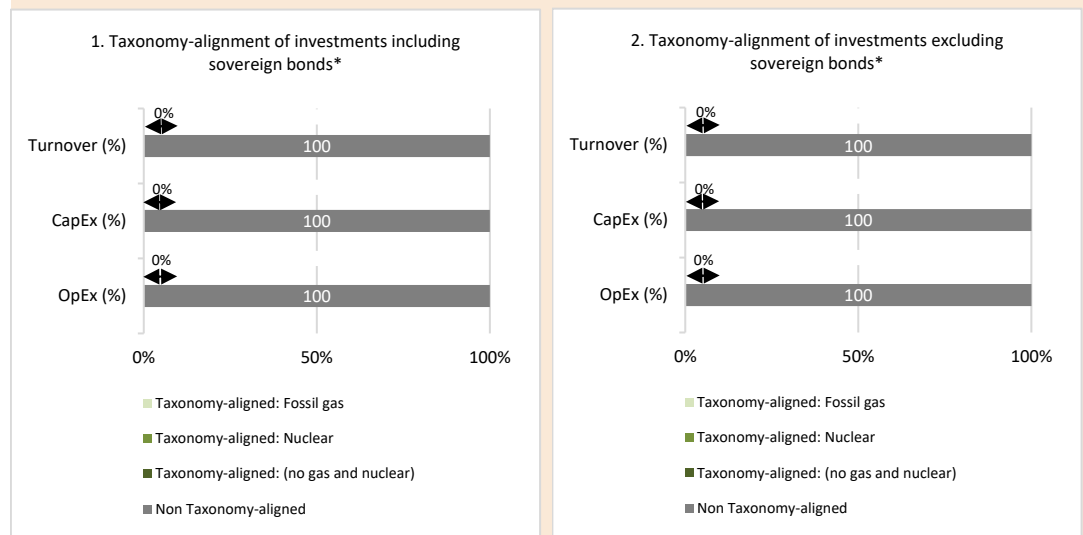 1. Taxonomy-alignment of investments including
sovereign bonds*
0%
Turnover (%)
100
0%
CapEx (%)
100
0%
OpEx (%)
100
0%
50%
100%
Taxonomy-aligned: Fossil gas
Taxonomy-aligned: Nuclear
Taxonomy-aligned: (no gas and nuclear)
Non Taxonomy-aligned
2. Taxonomy-alignment of investments excluding
sovereign bonds*
0%
Turnover (%)
100
0%
CapEx (%)
100
0%
OpEx (%)
100
0%
50%
100%
Taxonomy-aligned: Fossil gas
Taxonomy-aligned: Nuclear
Taxonomy-aligned: (no gas and nuclear)
Non Taxonomy-aligned